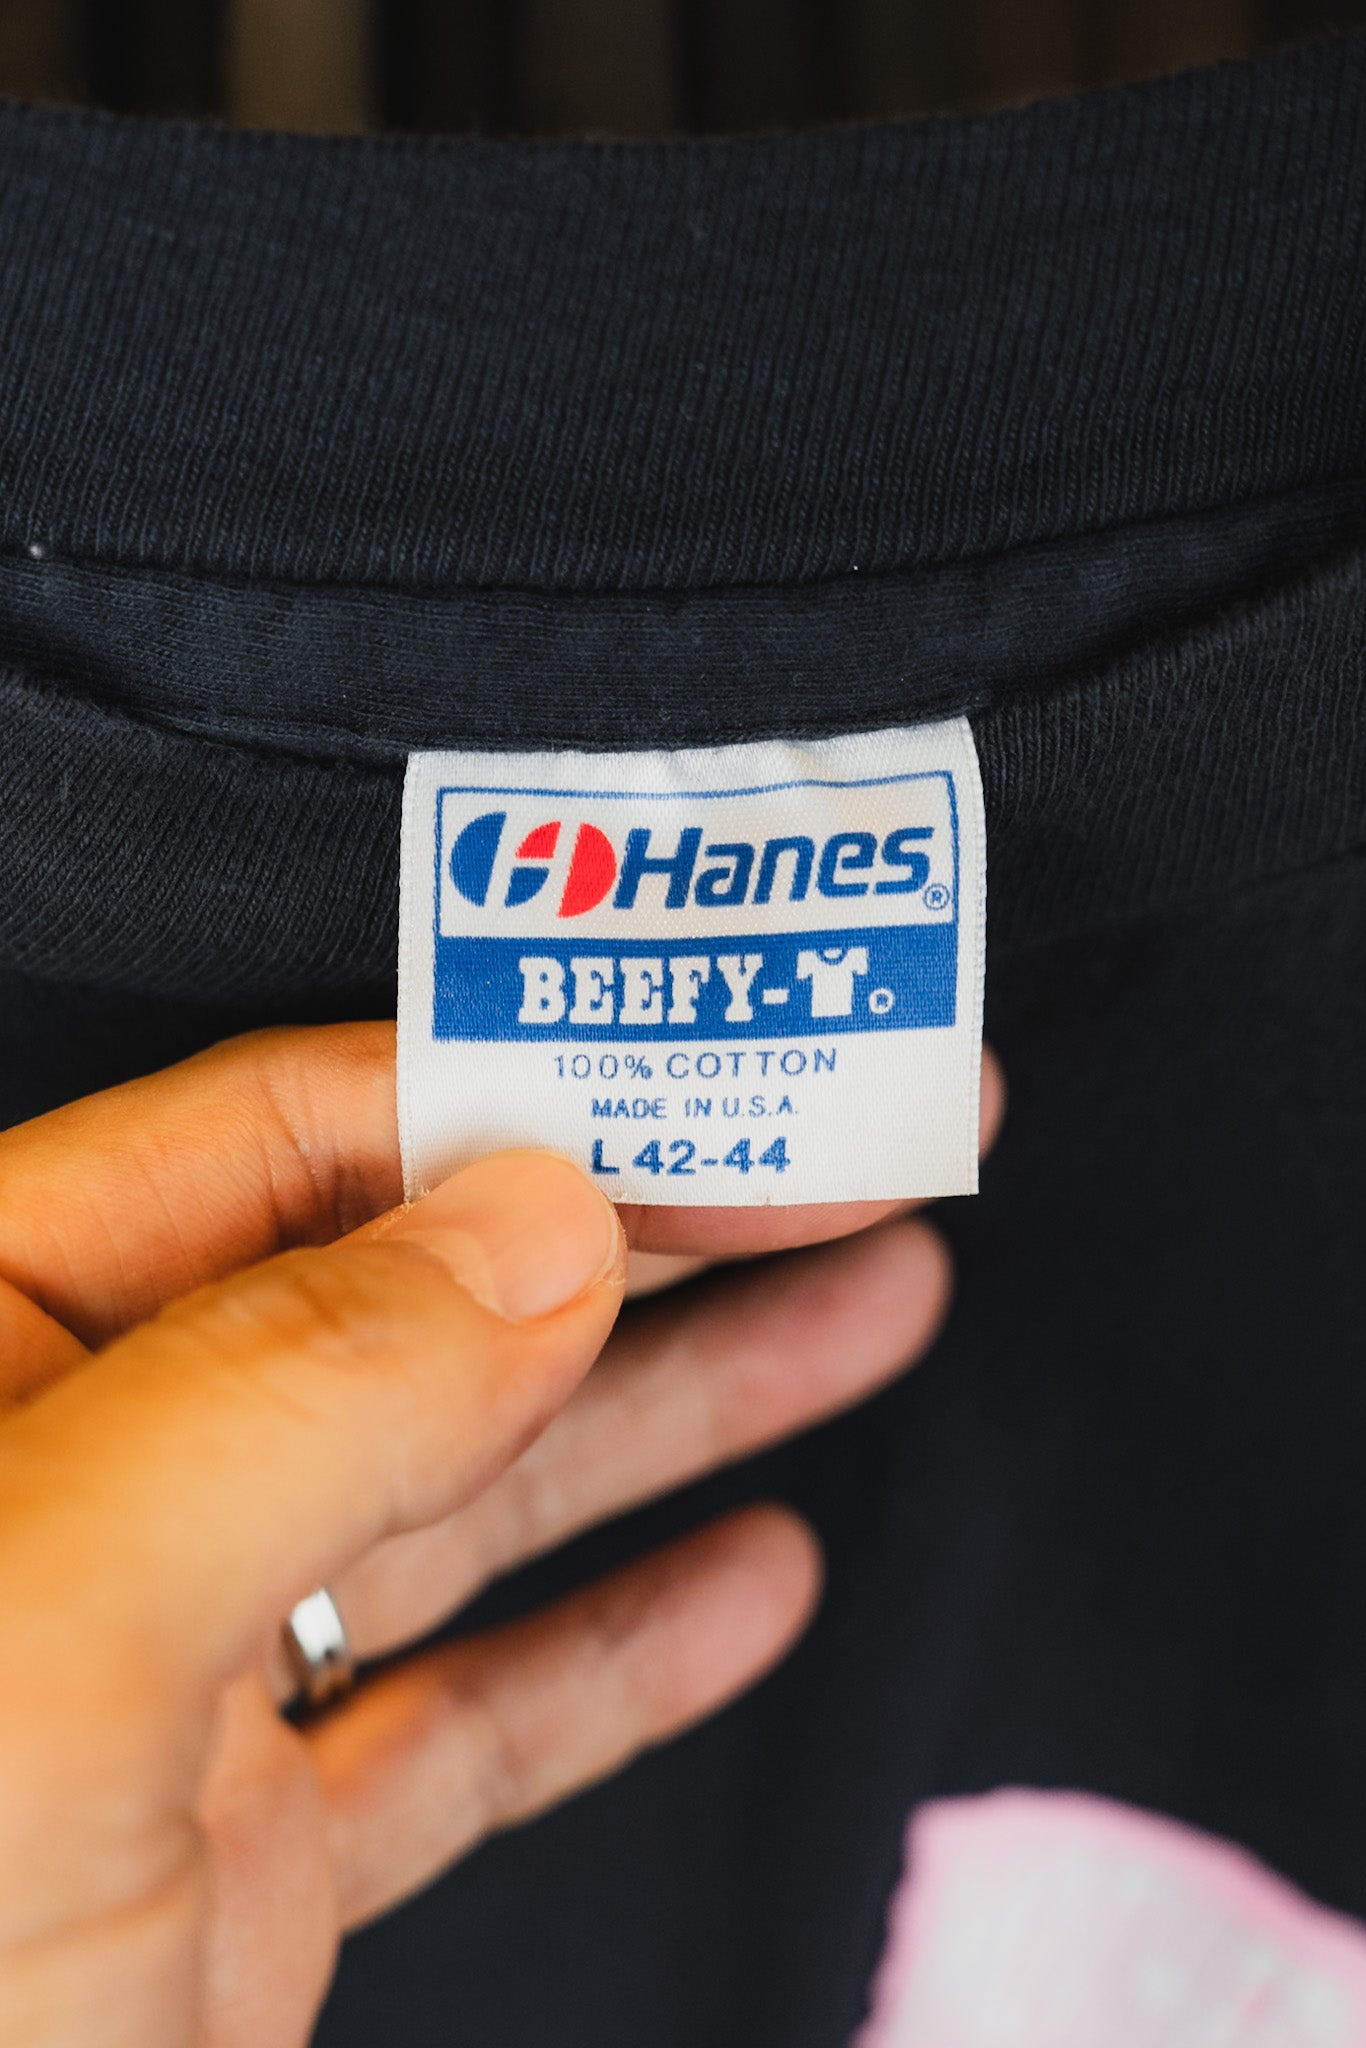 Hanes®
BEEFY-®
100% COTTON
MADE IN U.S.A.
L 42-44